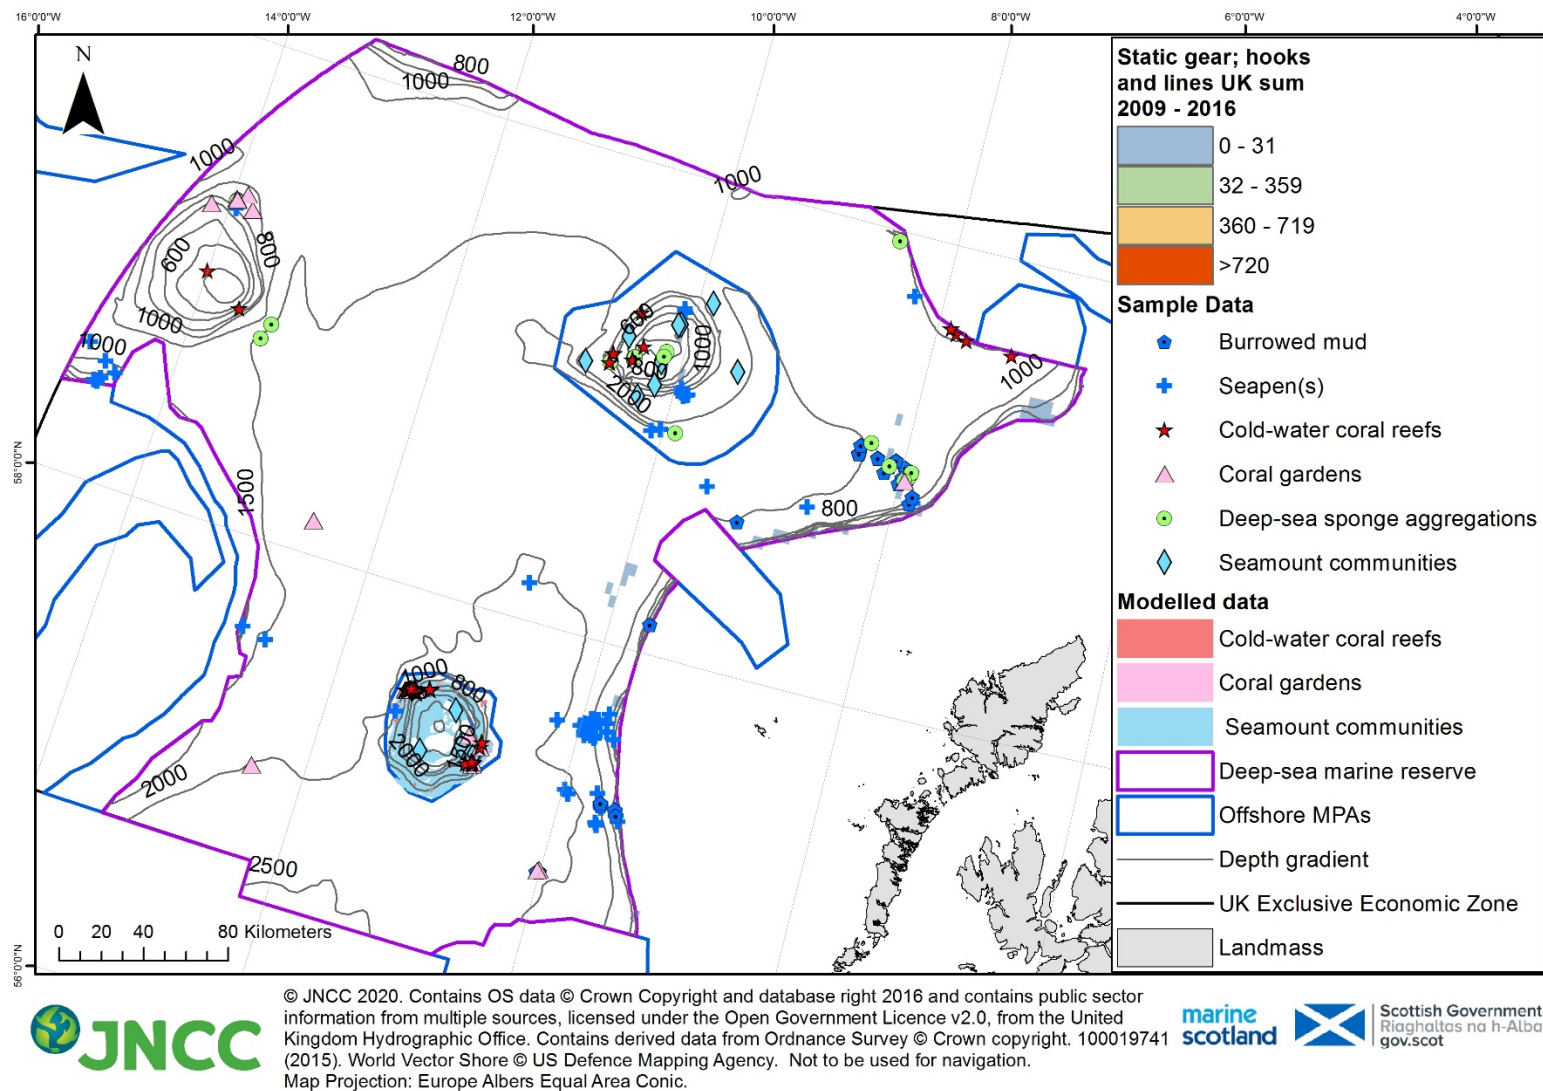 16°0'0"W
14°0'0"W
12°0'0"W
10°0'0"W
8°0'0"W
6°0'0"W
4°0'0"W
N
800
1000
1000
1000
600
800
1000
1000
600
1000
800
2000
1000
58°0'0"N
1500
800
1000
800
2000
2000
2500
0 20 40 80 Kilometers
56°0'0"N
Static gear; hooks
and lines UK sum
2009 - 2016
0 - 31
32 - 359
360 - 719
>720
Sample Data
Burrowed mud
Seapen(s)
Cold-water coral reefs
Coral gardens
Deep-sea sponge aggregations
Seamount communities
Modelled data
Cold-water coral reefs
Coral gardens
Seamount communities
Deep-sea marine reserve
Offshore MPAs
Depth gradient
UK Exclusive Economic Zone
Landmass
JNCC
© JNCC 2020. Contains OS data © Crown Copyright and database right 2016 and contains public sector
information from multiple sources, licensed under the Open Government Licence v2.0, from the United
Kingdom Hydrographic Office. Contains derived data from Ordnance Survey © Crown copyright. 100019741
(2015). World Vector Shore © US Defence Mapping Agency. Not to be used for navigation.
Map Projection: Europe Albers Equal Area Conic.
marine
scotland
Scottish Government
Riaghaltas na h-Alba
gov.scot